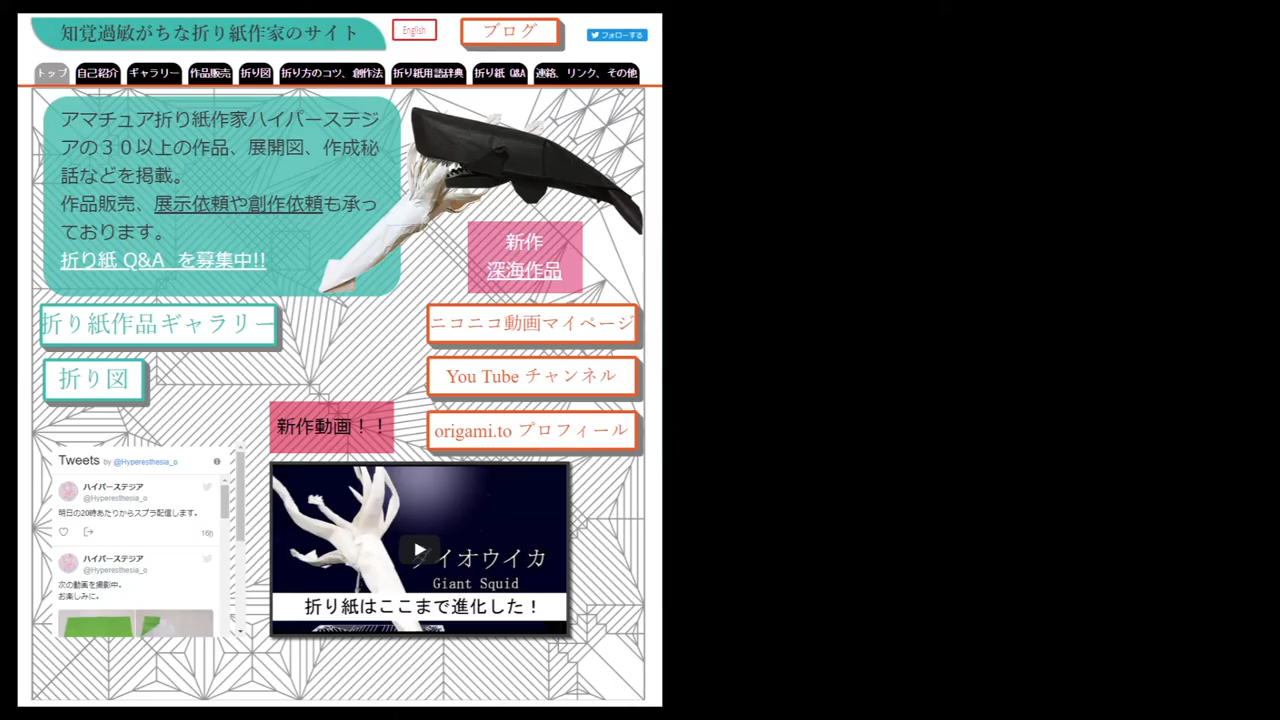 知覚過敏がちな折り紙作家のサイト
English
ブログ
フォローする
トップ 自己紹介 ギャラリー 作品販売 折り図 折り方のコツ、創作法 折り紙用語辞典 折り紙 Q&A 連絡、リンク、その他
アマチュア折り紙作家ハイパーステジ
アの３０以上の作品、展開図、作成秘
話などを掲載。
作品販売、展示依頼や創作依頼も承っ
ております。
折り紙 Q&A を募集中!!
新作
深海作品
折り紙作品ギャラリー
折り図
ニコニコ動画マイページ
You Tube チャンネル
origami.to プロフィール
新作動画！！
Tweets by @Hyperesthesia_o
ハイパーステジア
@Hyperesthesia_o
明日の20時あたりからスプラ配信します。
16h
ハイパーステジア
@Hyperesthesia_o
次の動画を撮影中。
お楽しみに。
ダイオウイカ
Giant Squid
折り紙はここまで進化した！